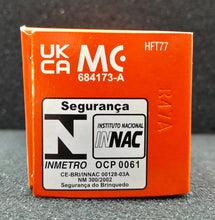 UK
CA
MC
684173-A
HFT77
R477A
Segurança
N
INMETRO
INSTITUTO NACIONAL
INNAC
OCP 0061
CE-BRI/INNAC 00128-03A
NM 300/2002
Segurança do Brinquedo